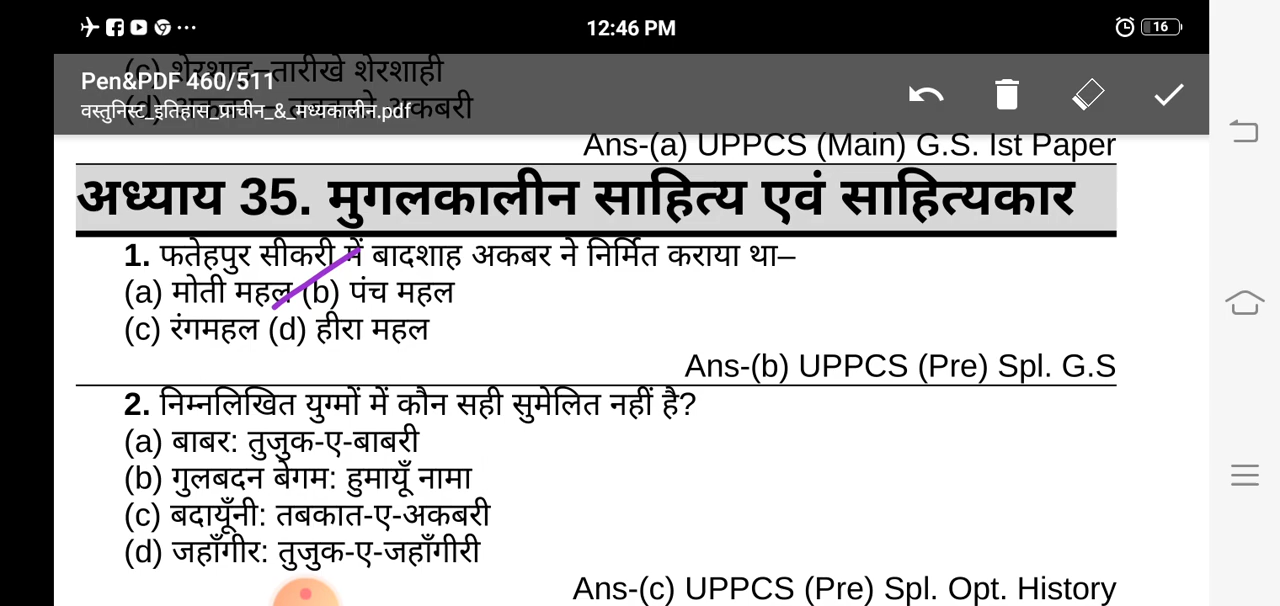 12:46 PM
16
(c) शेरशाह–तारीखे शेरशाही
Pen&PDF 460/511
वस्तुनिस्ट_इतिहास_प्राचीन_&_मध्यकालीन.pdf
Ans-(a) UPPCS (Main) G.S. Ist Paper
अध्याय 35. मुगलकालीन साहित्य एवं साहित्यकार
1. फतेहपुर सीकरी में बादशाह अकबर ने निर्मित कराया था–
(a) मोती महल (b) पंच महल
(c) रंगमहल (d) हीरा महल
Ans-(b) UPPCS (Pre) Spl. G.S
2. निम्नलिखित युग्मों में कौन सही सुमेलित नहीं है?
(a) बाबर: तुजुक-ए-बाबरी
(b) गुलबदन बेगम: हुमायूँ नामा
(c) बदायूँनी: तबकात-ए-अकबरी
(d) जहाँगीर: तुजुक-ए-जहाँगीरी
Ans-(c) UPPCS (Pre) Spl. Opt. History